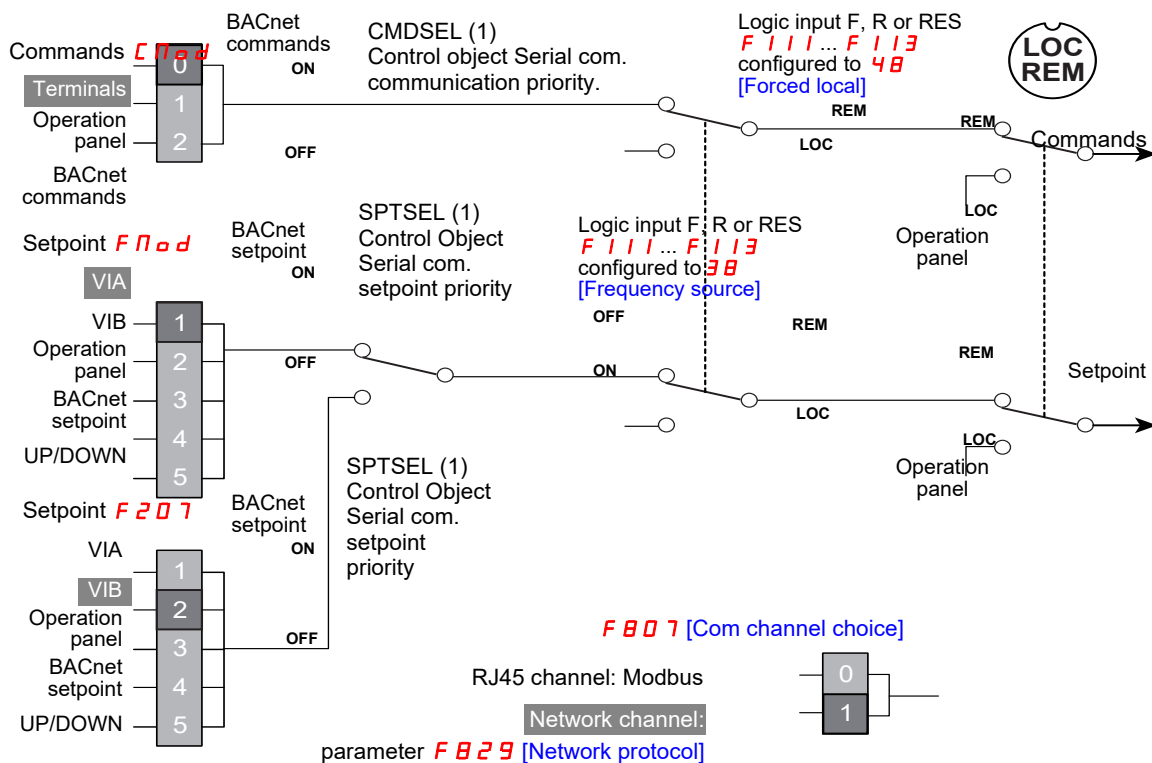 Commands CMod
0
Terminals
1
Operation
panel
2
BACnet
commands
BACnet
commands
ON
OFF
CMDSEL (1)
Control object Serial com.
communication priority.
Logic input F, R or RES
F111... F113
configured to 48
[Forced local]
LOC
REM
REM
LOC
REM
Commands
LOC
Operation
panel
Setpoint FMod
VIA
VIB
1
Operation
panel
2
BACnet
setpoint
3
4
UP/DOWN
5
BACnet
setpoint
ON
OFF
SPTSEL (1)
Control Object
Serial com.
setpoint priority
Logic input F, R or RES
F111... F113
configured to 38
[Frequency source]
OFF
ON
REM
LOC
REM
Setpoint
LOC
Operation
panel
Setpoint F207
VIA
1
VIB
2
Operation
panel
3
BACnet
setpoint
4
UP/DOWN
5
BACnet
setpoint
ON
OFF
SPTSEL (1)
Control Object
Serial com.
setpoint
priority
F807 [Com channel choice]
RJ45 channel: Modbus
0
Network channel:
1
parameter F829 [Network protocol]